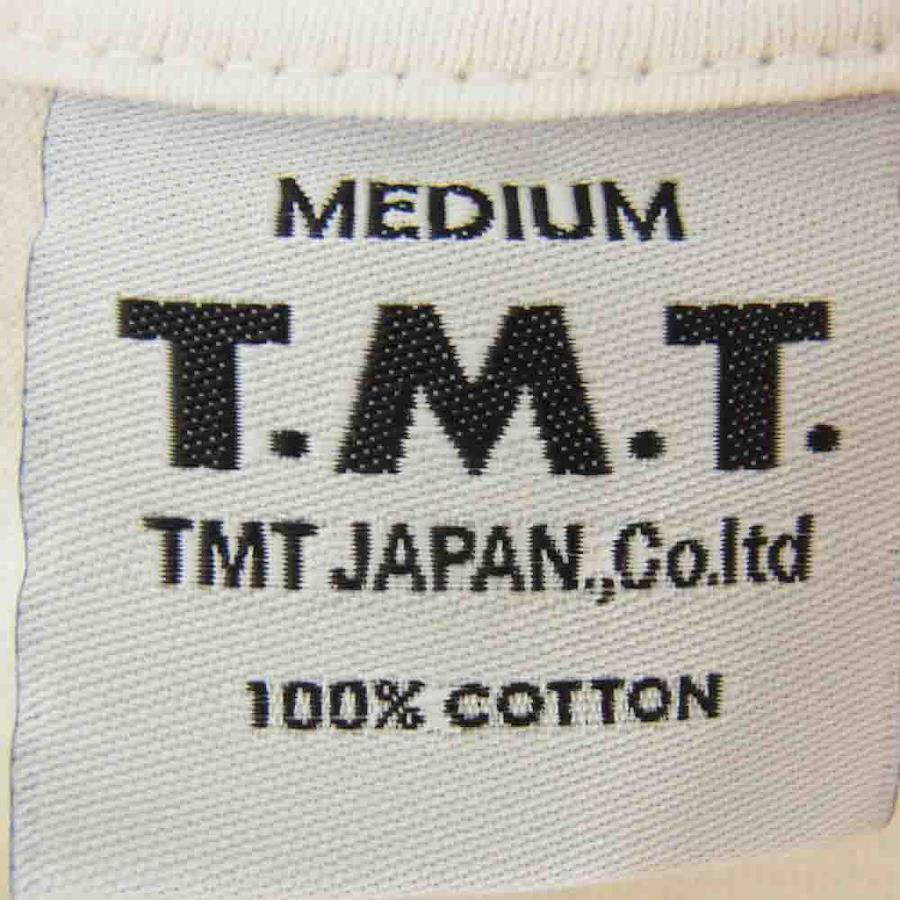 MEDIUM
T.M.T.
TMT JAPAN.,Co.ltd
100% COTTON